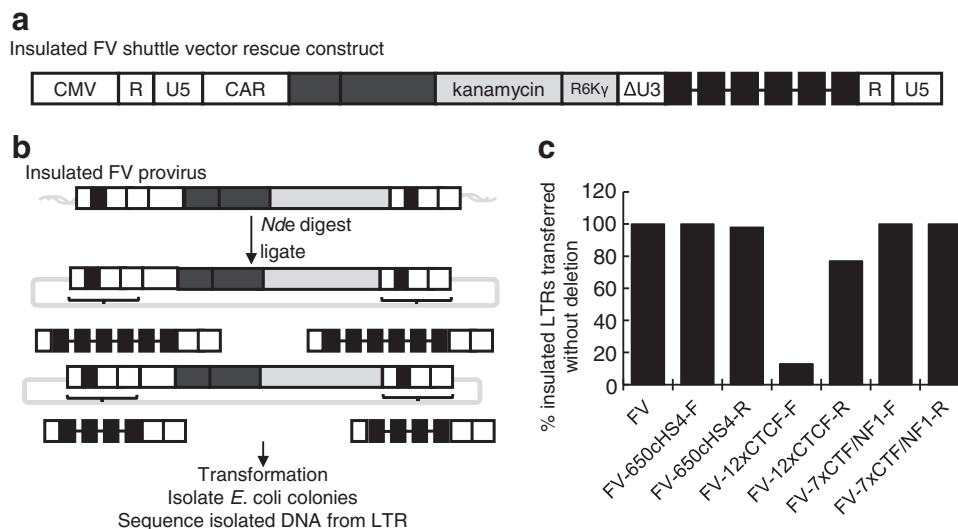 a
Insulated FV shuttle vector rescue construct
CMV R U5 CAR kanamycin R6Kγ ΔU3 R U5
b
Insulated FV provirus
Nde digest
ligate
Transformation
Isolate E. coli colonies
Sequence isolated DNA from LTR
c
% insulated LTRs transferred
without deletion
120
100
80
60
40
20
0
FV
FV-650cHS4-F
FV-650cHS4-R
FV-12xCTCF-F
FV-12xCTCF-R
FV-7xCTF/NF1-F
FV-7xCTF/NF1-R